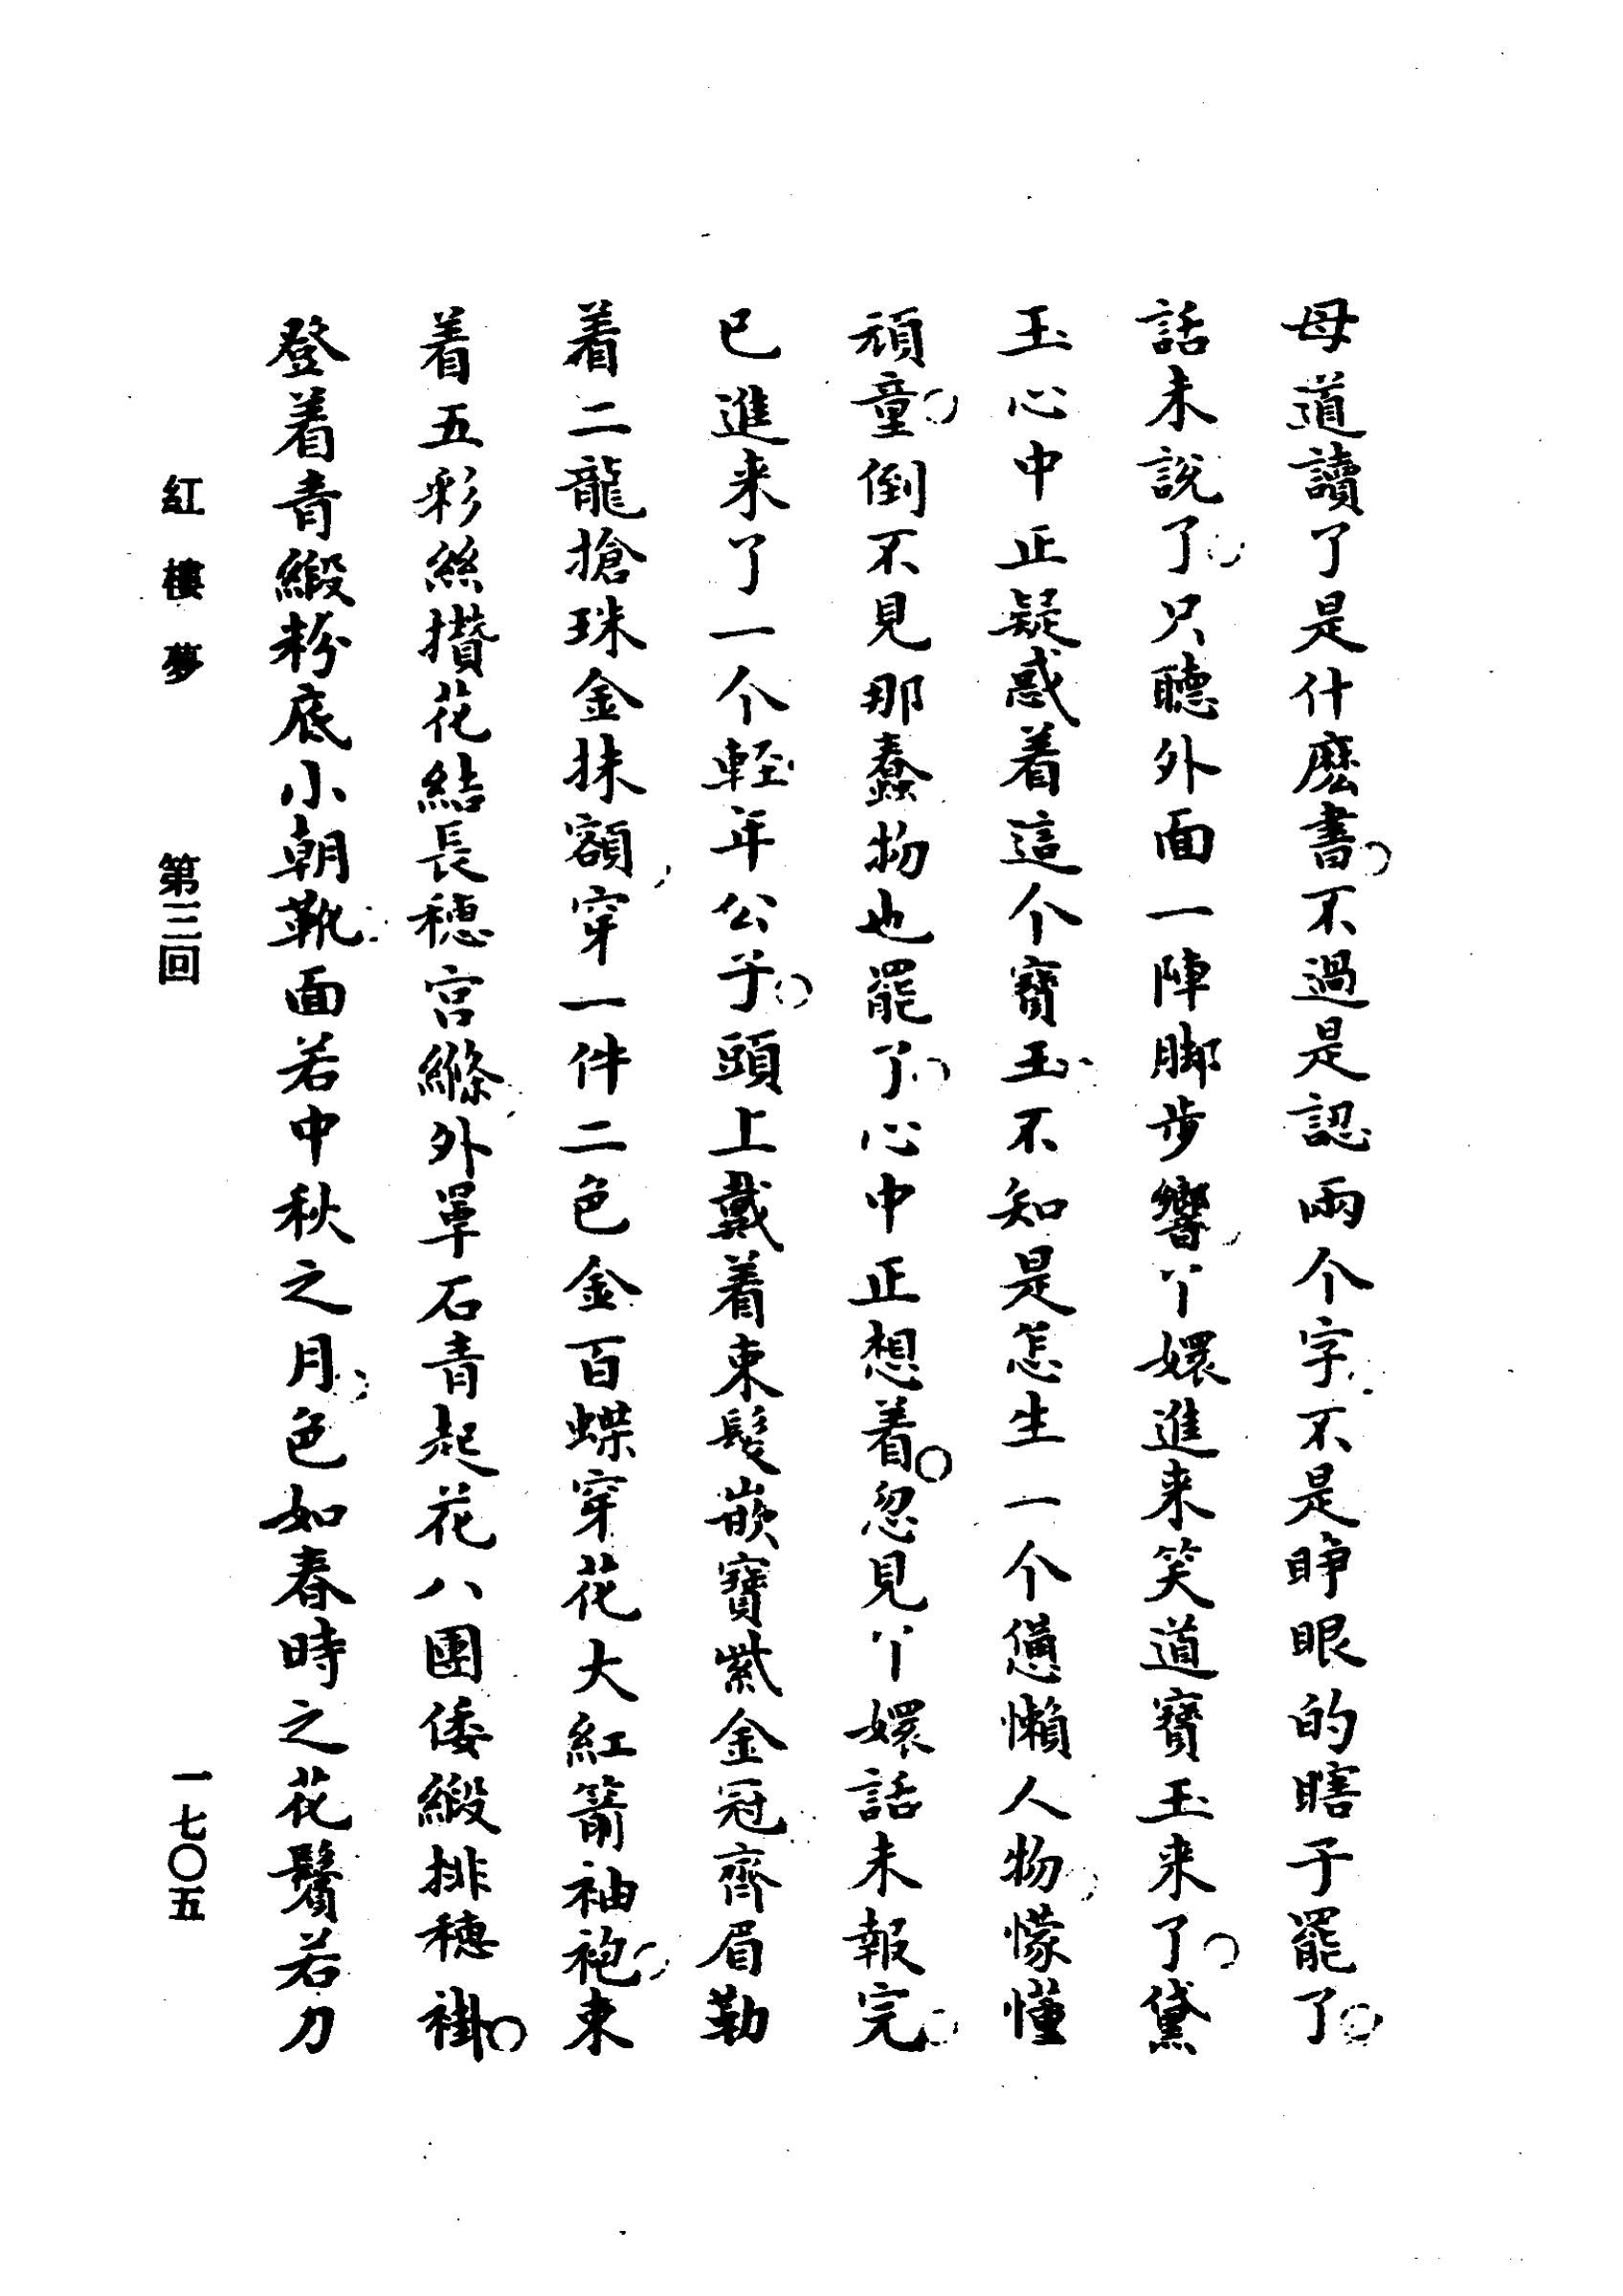 母道讀了是什麽書不過是認兩个字不是睁眼的瞎子罷了
話未說了只聽外面一陣脚步響丫嬛進来笑道寳玉来了黛
玉心中正疑惑着這个寳玉不知是怎生一个憊懶人物懞懂
頑童倒不見那蠢物也罷了心中正想着忽見丫嬛話未報完
已進来了一个輕年公子頭上戴着束髮嵌寳紫金冠齊眉勒
着二龍搶珠金抹額穿一件二色金百蝶穿花大紅箭袖袍束
着五彩絲攢花結長穗宫縧外罩石青起花八團倭緞排穗褂
登着青緞粉底小朝靴面若中秋之月色如春時之花鬢若刀
紅樓夢 第三回 一七〇五